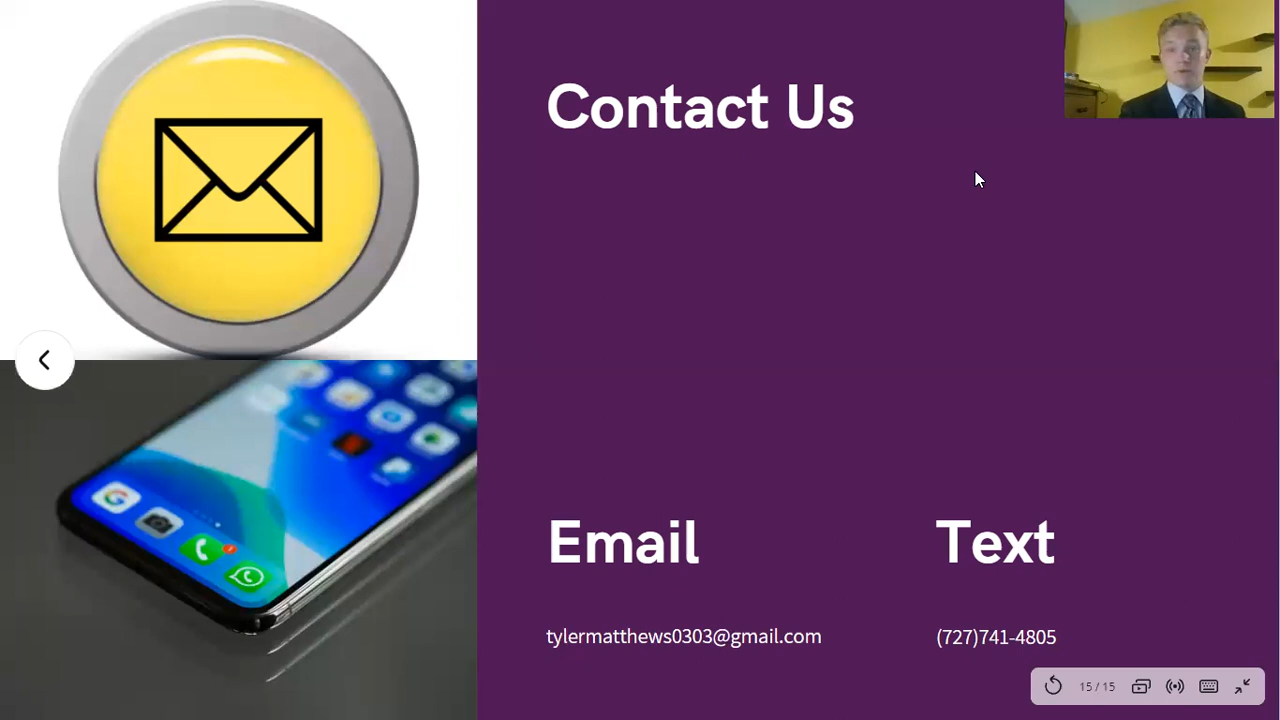 Contact Us
Email
Text
tylermatthews0303@gmail.com
(727)741-4805
15 / 15